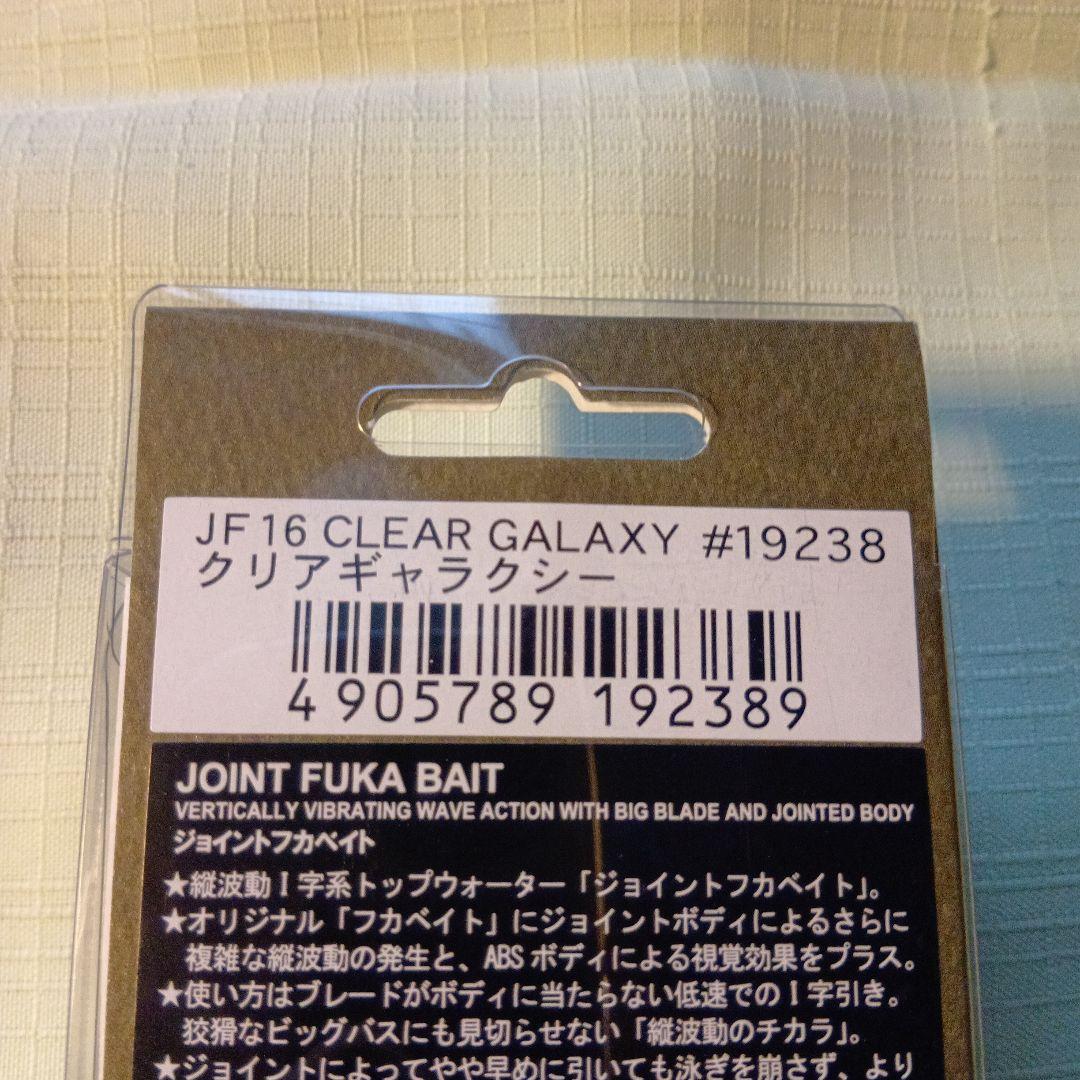 JF 16 CLEAR GALAXY #19238
クリアギャラクシー
4 905789 192389
JOINT FUKA BAIT
VERTICALLY VIBRATING WAVE ACTION WITH BIG BLADE AND JOINTED BODY
ジョイントフカベイト
★縦波動I字系トップウォーター「ジョイントフカベイト」。
★オリジナル「フカベイト」にジョイントボディによるさらに
複雑な縦波動の発生と、ABSボディによる視覚効果をプラス。
★使い方はブレードがボディに当たらない低速でのI字引き。
狡猾なビッグバスにも見切らせない「縦波動のチカラ」。
★ジョイントによってやや早めに引いても泳ぎを崩さず、より